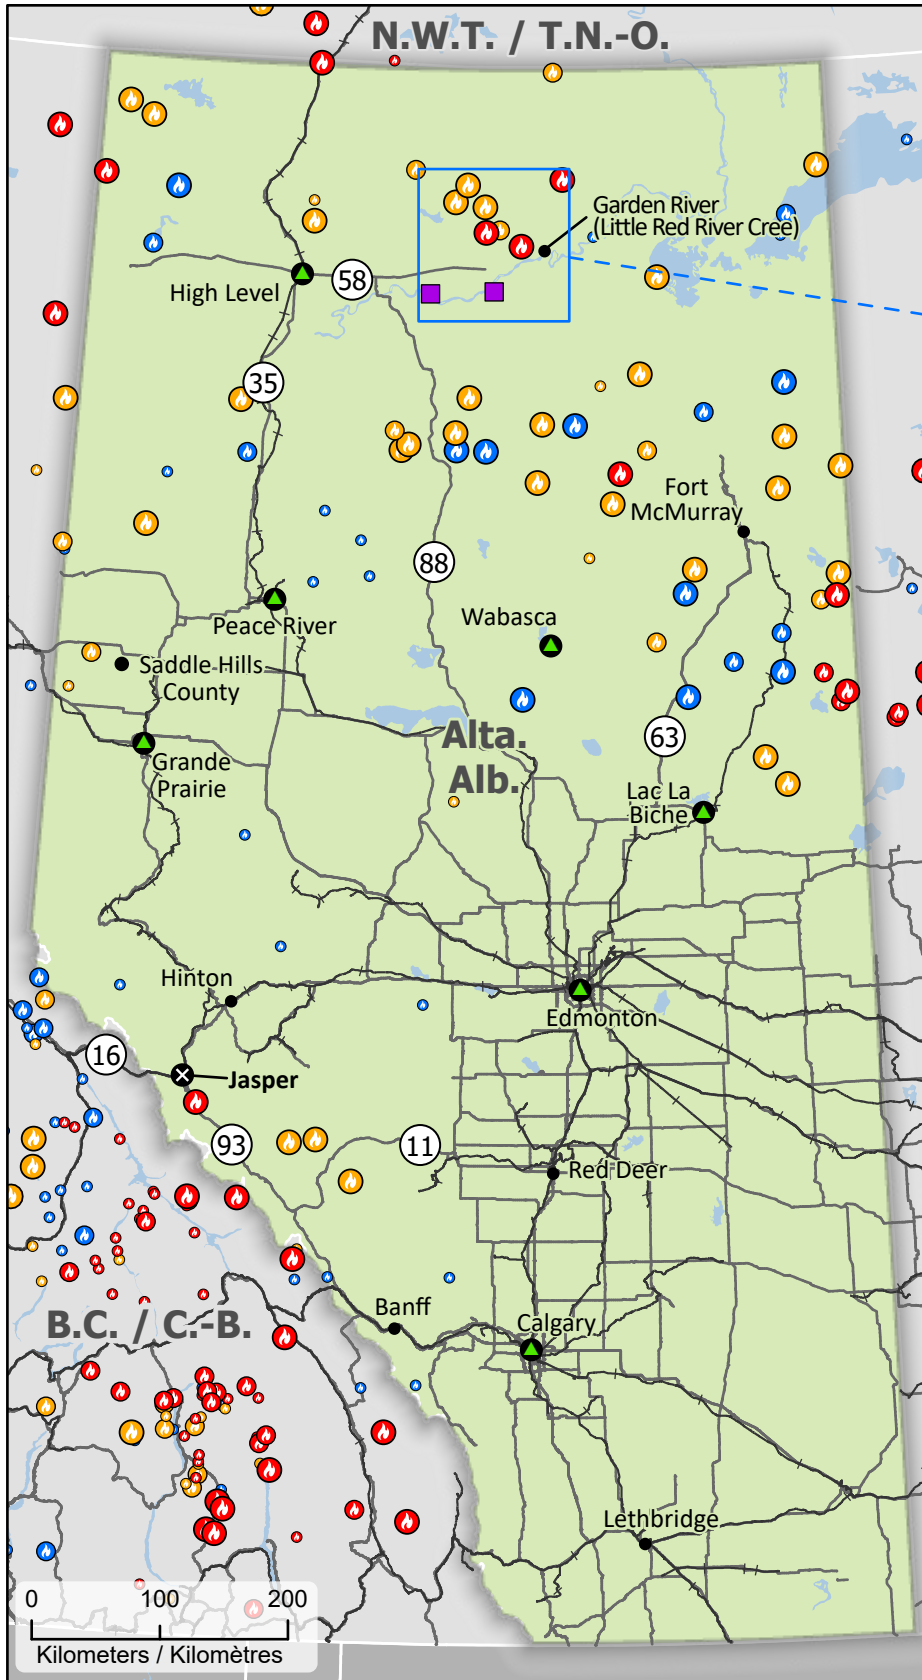 N.W.T. / T.N.-O.
Garden River
(Little Red River Cree)
High Level
58
35
Fort
McMurray
88
Wabasca
Peace River
Saddle Hills
County
63
Alta.
Alb.
Grande
Prairie
Lac La
Biche
Hinton
Edmonton
16
Jasper
93
11
Red Deer
B.C. / C.-B.
Banff
Calgary
Lethbridge
0 100 200
Kilometers / Kilomètres